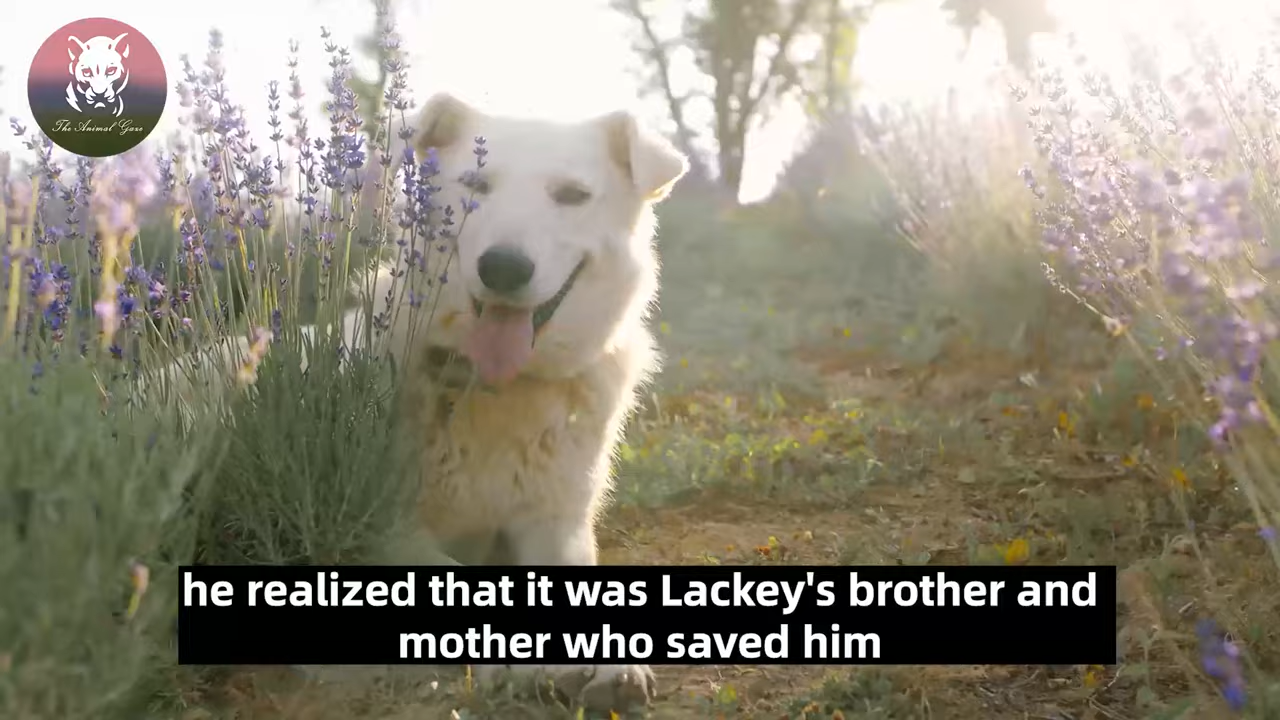 The Animal Gaze
he realized that it was Lackey's brother and
mother who saved him